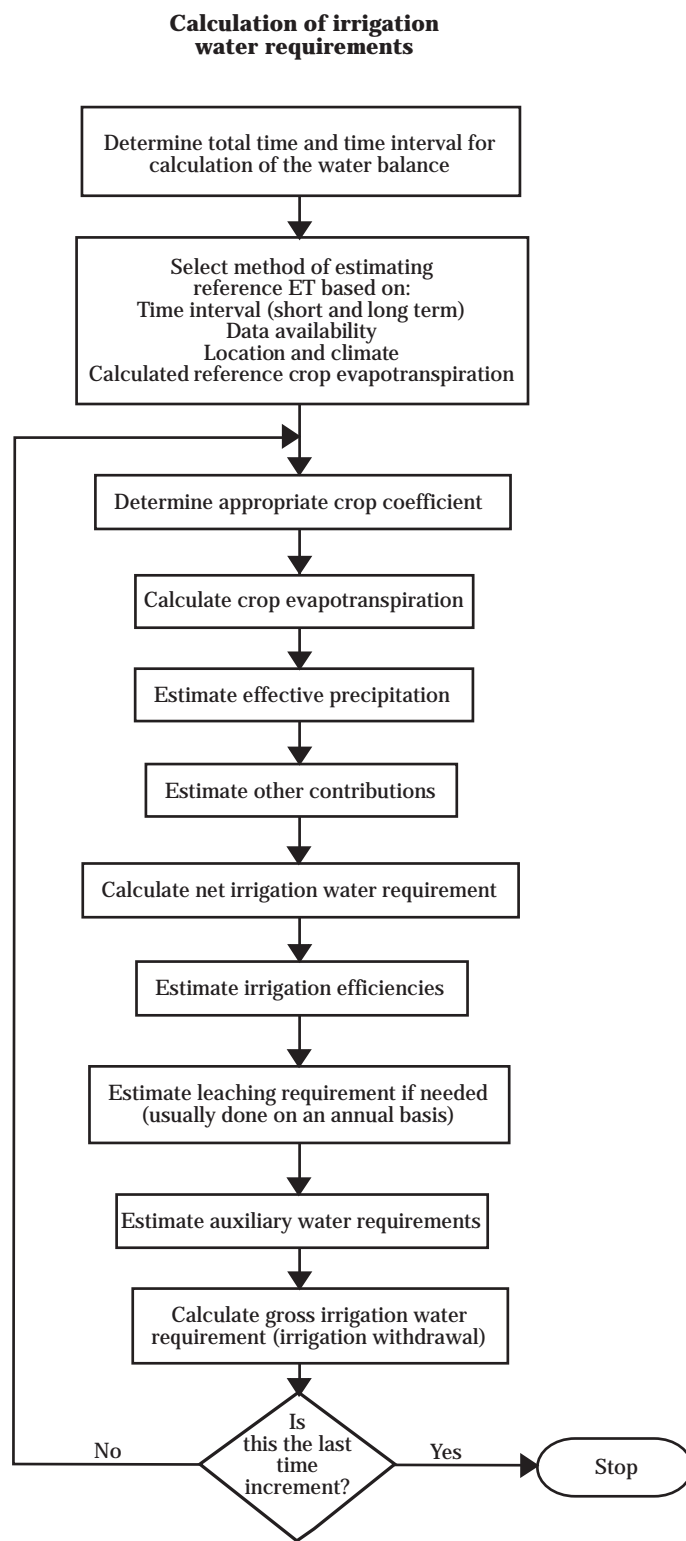 Calculation of irrigation
water requirements
Determine total time and time interval for
calculation of the water balance
Select method of estimating
reference ET based on:
Time interval (short and long term)
Data availability
Location and climate
Calculated reference crop evapotranspiration
Determine appropriate crop coefficient
Calculate crop evapotranspiration
Estimate effective precipitation
Estimate other contributions
Calculate net irrigation water requirement
Estimate irrigation efficiencies
Estimate leaching requirement if needed
(usually done on an annual basis)
Estimate auxiliary water requirements
Calculate gross irrigation water
requirement (irrigation withdrawal)
Is
this the last
time
increment?
No
Yes
Stop